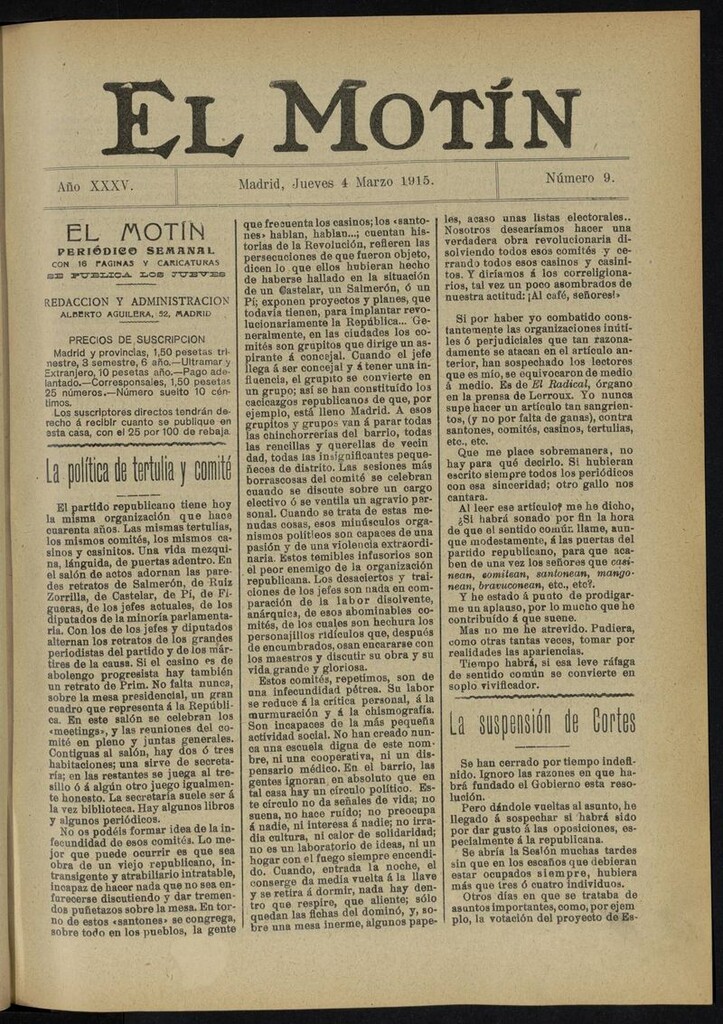 EL MOTÍN
Año XXXV.
Madrid, Jueves 4 Marzo 1915.
Número 9.
EL MOTÍN
PERIÓDICO SEMANAL
CON 16 PAGINAS Y CARICATURAS
SE PUBLICA LOS JUEVES
REDACCION Y ADMINISTRACION
ALBERTO AGUILERA, 52, MADRID
PRECIOS DE SUSCRIPCION
Madrid y provincias, 1,50 pesetas tri-
mestre, 3 semestre, 6 año.—Ultramar y
Extranjero, 10 pesetas año.—Pago ade-
lantado.—Corresponsales, 1,50 pesetas
25 números.—Número suelto 10 cén-
timos.
Los suscriptores directos tendrán de-
recho á recibir cuanto se publique en
esta casa, con el 25 por 100 de rebaja.
La política de tertulia y comité
El partido republicano tiene hoy
la misma organización que hace
cuarenta años. Las mismas tertulias,
los mismos comités, los mismos ca-
sinos y casinitos. Una vida mezqui-
na, lánguida, de puertas adentro. En
el salón de actos adornan las pare-
des retratos de Salmerón, de Ruiz
Zorrilla, de Castelar, de Pí, de Fi-
gueras, de los jefes actuales, de los
diputados de la minoría parlamenta-
ria. Con los de jefes y diputados
alternan los retratos de los grandes
periodistas del partido y de los már-
tires de la causa. Si el casino es de
abolengo progresista hay también
un retrato de Prim. No falta nunca,
sobre la mesa presidencial, un gran
cuadro que representa á la Repúbli-
ca. En este salón se celebran los
«meetings», y las reuniones del co-
mité en pleno y juntas generales.
Contiguas al salón, hay dos ó tres
habitaciones; una sirve de secreta-
ría; en las restantes se juega al tre-
sillo ó á algún otro juego igualmen-
te honesto. La secretaría suele ser á
la vez biblioteca. Hay algunos libros
y algunos periódicos.
No os podéis formar idea de la in-
fecundidad de esos comités. Lo me-
jor que puede ocurrir es que sea
obra de un viejo republicano, in-
transigente y atrabiliario intratable,
incapaz de hacer nada que no sea en-
furecerse discutiendo y dar tremen-
dos puñetazos sobre la mesa. En tor-
no de estos «santones» se congrega,
sobre todo en los pueblos, la gente
que frecuenta los casinos; los «santo-
nes» hablan, hablan...; cuentan his-
torias de la Revolución, refieren las
persecuciones de que fueron objeto,
dicen lo que ellos hubieran hecho
de haberse hallado en la situación
de un Castelar, un Salmerón, ó un
Pí; exponen proyectos y planes, que
todavía tienen, para implantar revo-
lucionariamente la República... Ge-
neralmente, en las ciudades los co-
mités son grupitos que dirige un as-
pirante á concejal. Cuando el jefe
llega á ser concejal y á tener una in-
fluencia, el grupito se convierte en
un grupo; así se han constituído los
cacicazgos republicanos de que, por
ejemplo, está lleno Madrid. A esos
grupitos y grupos van á parar todas
las chinchorrerías del barrio, todas
las rencillas y querellas de vecin
dad, todas las insignificantes peque-
ñeces de distrito. Las sesiones más
borrascosas del comité se celebran
cuando se discute sobre un cargo
electivo ó se ventila un agravio per-
sonal. Cuando se trata de estas me-
nudas cosas, esos minúsculos orga-
nismos políticos son capaces de una
pasión y de una violencia extraordi-
naria. Estos temibles infusorios son
el peor enemigo de la organización
republicana. Los desaciertos y trai-
ciones de los jefes son nada en com-
paración de la labor disolvente,
anárquica, de esos abominables co-
mités, de los cuales son hechura los
personajillos ridículos que, después
de encumbrados, osan encararse con
los maestros y discutir su obra y su
vida grande y gloriosa.
Estos comités, repetimos, son de
una infecundidad pétrea. Su labor
se reduce á la crítica personal, á la
murmuración y á la chismografía.
Son incapaces de la más pequeña
actividad social. No han creado nun-
ca una escuela digna de este nom-
bre, ni una cooperativa, ni un dis-
pensario médico. En el barrio, las
gentes ignoran en absoluto que en
tal casa hay un círculo político. Es-
te círculo no da señales de vida; no
suena, no hace ruído; no preocupa
á nadie, ni interesa á nadie; no irra-
dia cultura, ni calor de solidaridad;
no es un laboratorio de ideas, ni un
hogar con el fuego siempre encendi-
do. Cuando, entrada la noche, el
conserge da media vuelta á la llave
y se retira á dormir, nada hay den-
tro que respire, que aliente; sólo
quedan las fichas del dominó, y, so-
bre una mesa inerme, algunos pape-
les, acaso unas listas electorales..
Nosotros desearíamos hacer una
verdadera obra revolucionaria di-
solviendo todos esos comités y ce-
rrando todos esos casinos y casini-
tos. Y diríamos á los correligiona-
rios, tal vez un poco asombrados de
nuestra actitud: ¡Al café, señores!»
Si por haber yo combatido cons-
tantemente las organizaciones inúti-
les ó perjudiciales que tan razona-
damente se atacan en el artículo an-
terior, han sospechado los lectores
que es mío, se equivocaron de medio
á medio. Es de El Radical, órgano
en la prensa de Lerroux. Yo nunca
supe hacer un artículo tan sangrien-
tos, (y no por falta de ganas), contra
santones, comités, casinos, tertulias,
etc., etc.
Que me place sobremanera, no
hay para qué decirlo. Si hubieran
escrito siempre todos los periódicos
con esa sinceridad; otro gallo nos
cantara.
Al leer ese artículo† me he dicho,
¿Si habrá sonado por fin la hora
de que el sentido comúr. llame, aun-
que modestamente, á las puertas del
partido republicano, para que aca-
ben de una vez los señores que casi-
nean, comitean, santonean, mango-
nean, bravuconean, etc., etc?.
Y he estado á punto de prodigar-
me un aplauso, por lo mucho que he
contribuído á que suene.
Mas no me he atrevido. Pudiera,
como otras tantas veces, tomar por
realidades las apariencias.
Tiempo habrá, si esa leve ráfaga
de sentido común se convierte en
soplo vivificador.
La suspensión de Cortes
Se han cerrado por tiempo indefi-
nido. Ignoro las razones en que ha-
brá fundado el Gobierno esta reso-
lución.
Pero dándole vueltas al asunto, he
llegado á sospechar si habrá sido
por dar gusto á las oposiciones, es-
pecialmente á la republicana.
Se abría la Sesión muchas tardes
sin que en los escaños que debieran
estar ocupados siempre, hubiera
más que tres ó cuatro individuos.
Otros días en que se trataba de
asuntos importantes, como, por ejem
plo, la votación del proyecto de Es-